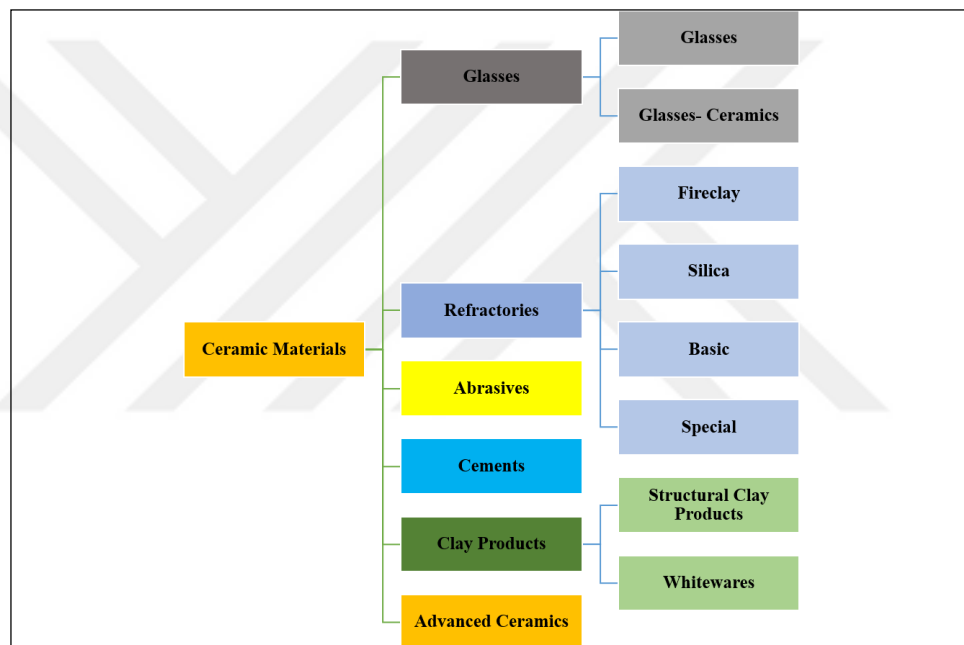 Ceramic Materials
Glasses
Glasses
Glasses- Ceramics
Refractories
Fireclay
Silica
Basic
Special
Abrasives
Cements
Clay Products
Structural Clay
Products
Whitewares
Advanced Ceramics